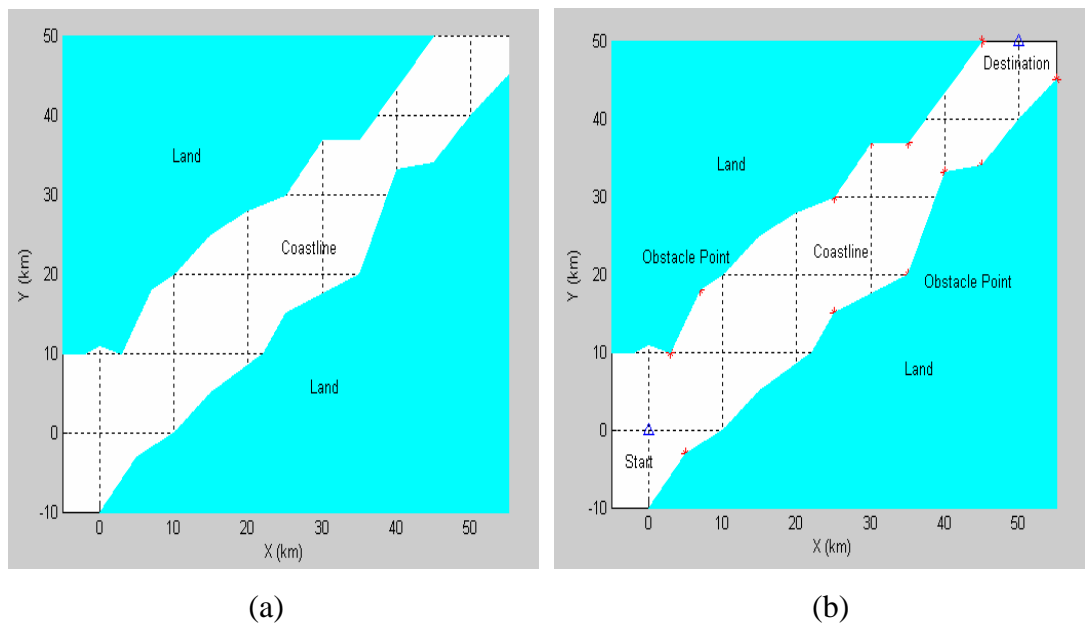 50
40
30
20
10
0
-10
Y (km)
Land
Coastline
Land
0 10 20 30 40 50
X (km)
(a)
50
40
30
20
10
0
-10
Y (km)
Destination
Land
Obstacle Point
Coastline
Obstacle Point
Land
Start
0 10 20 30 40 50
X (km)
(b)